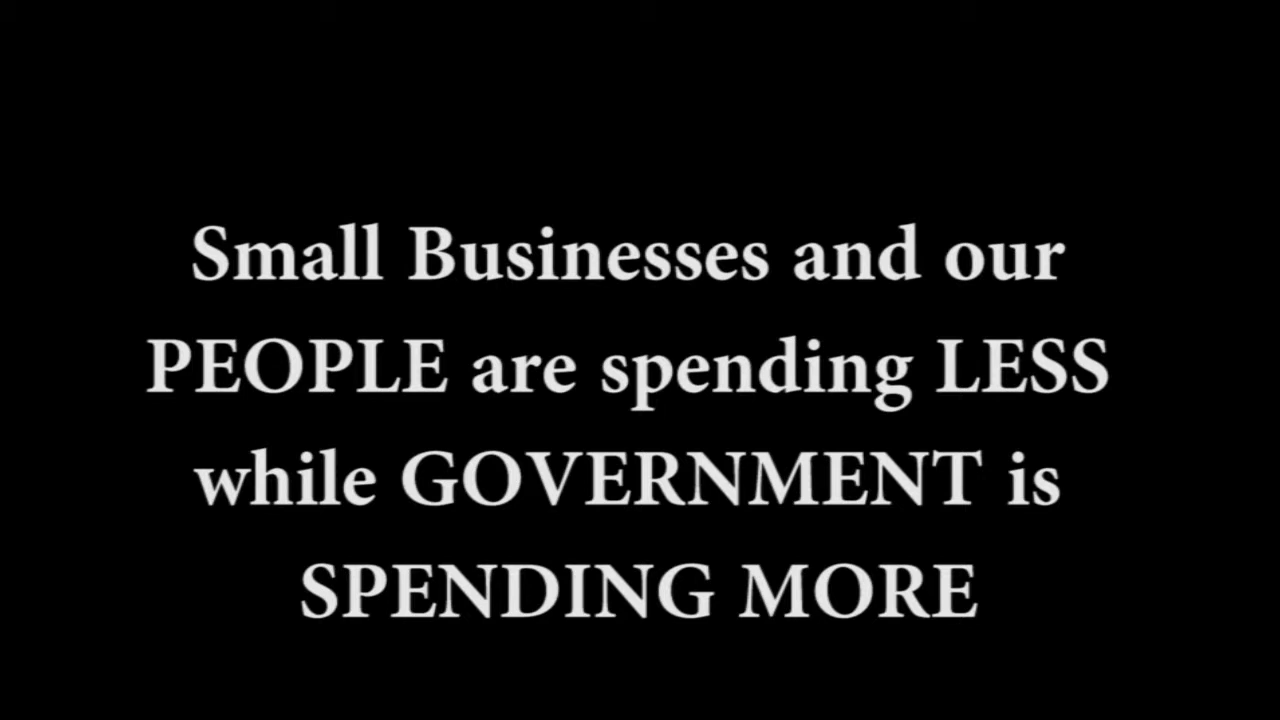 Small Businesses and our
PEOPLE are spending LESS
while GOVERNMENT is
SPENDING MORE